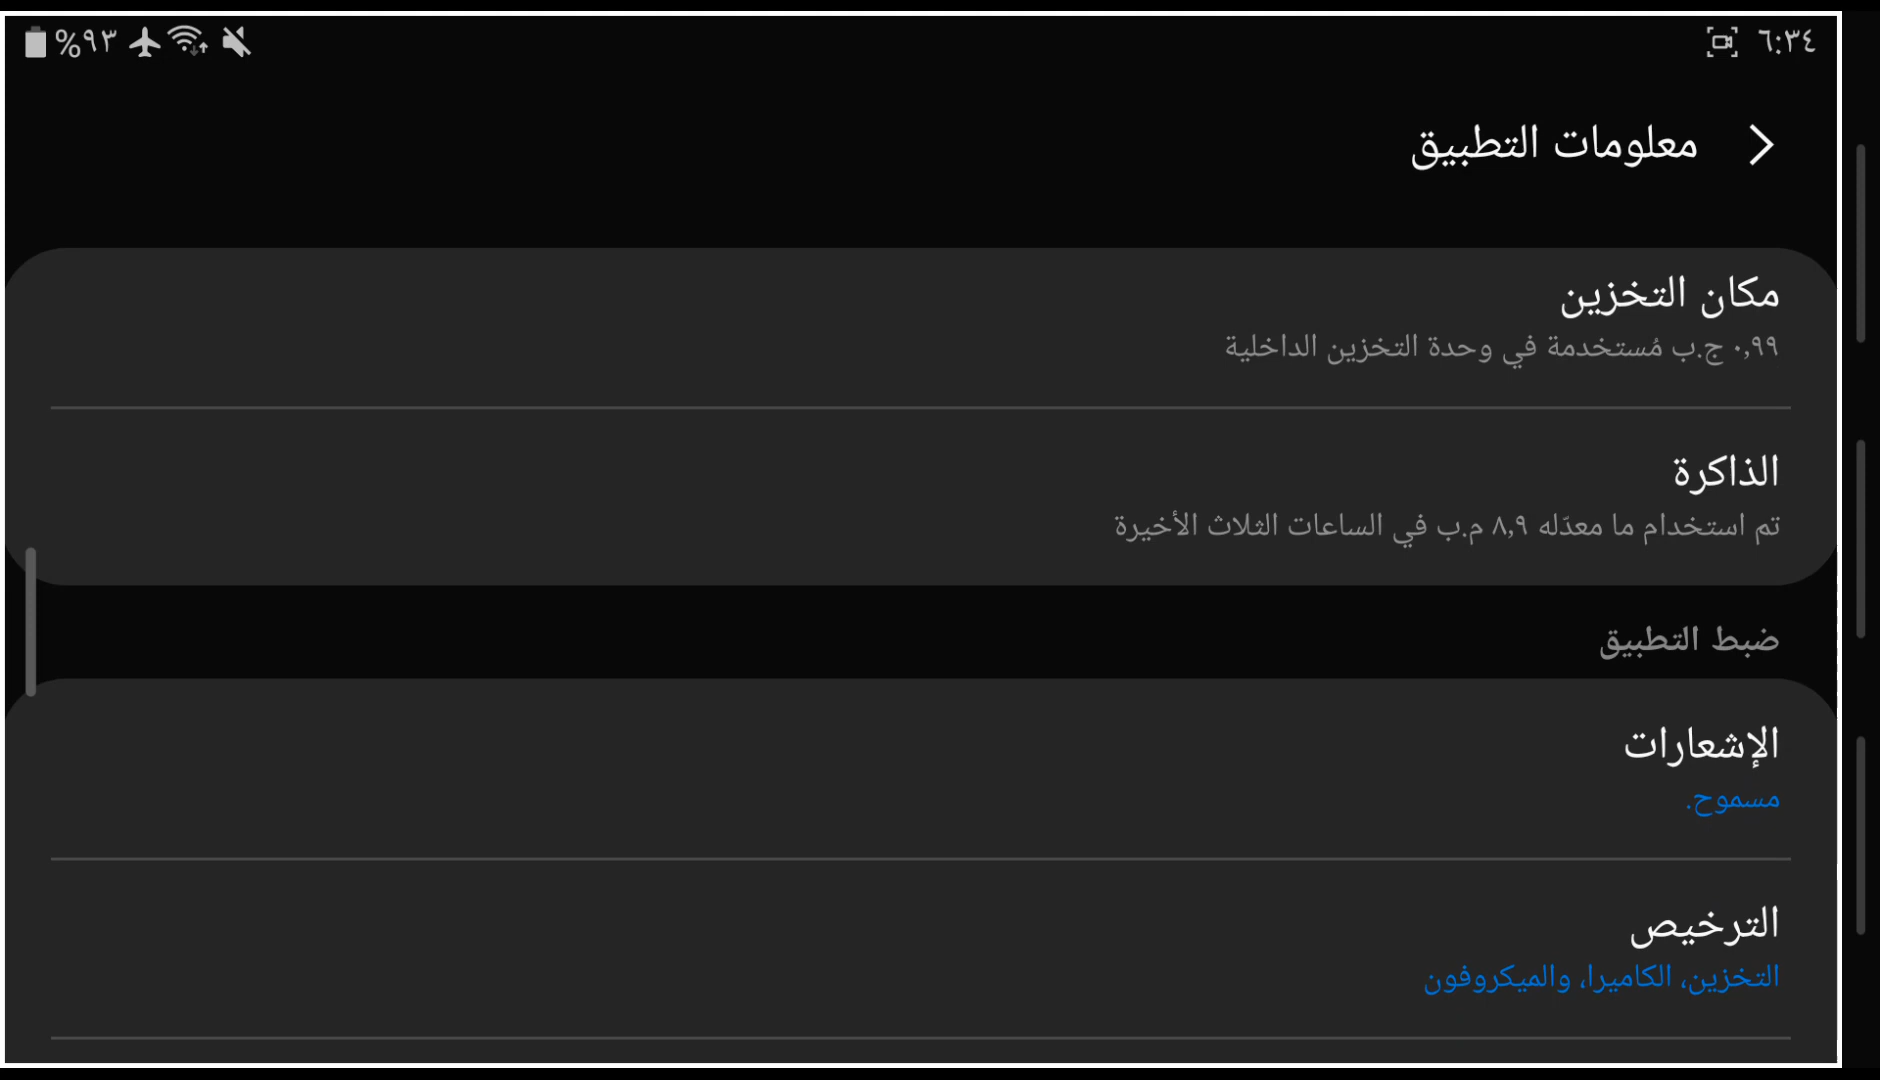 ٦:٣٤
%٩٣
معلومات التطبيق
مكان التخزين
٠,٩٩ ج.ب مُستخدمة في وحدة التخزين الداخلية
الذاكرة
تم استخدام ما معدّله ٨,٩ م.ب في الساعات الثلاث الأخيرة
ضبط التطبيق
الإشعارات
مسموح.
الترخيص
التخزين، الكاميرا، والميكروفون